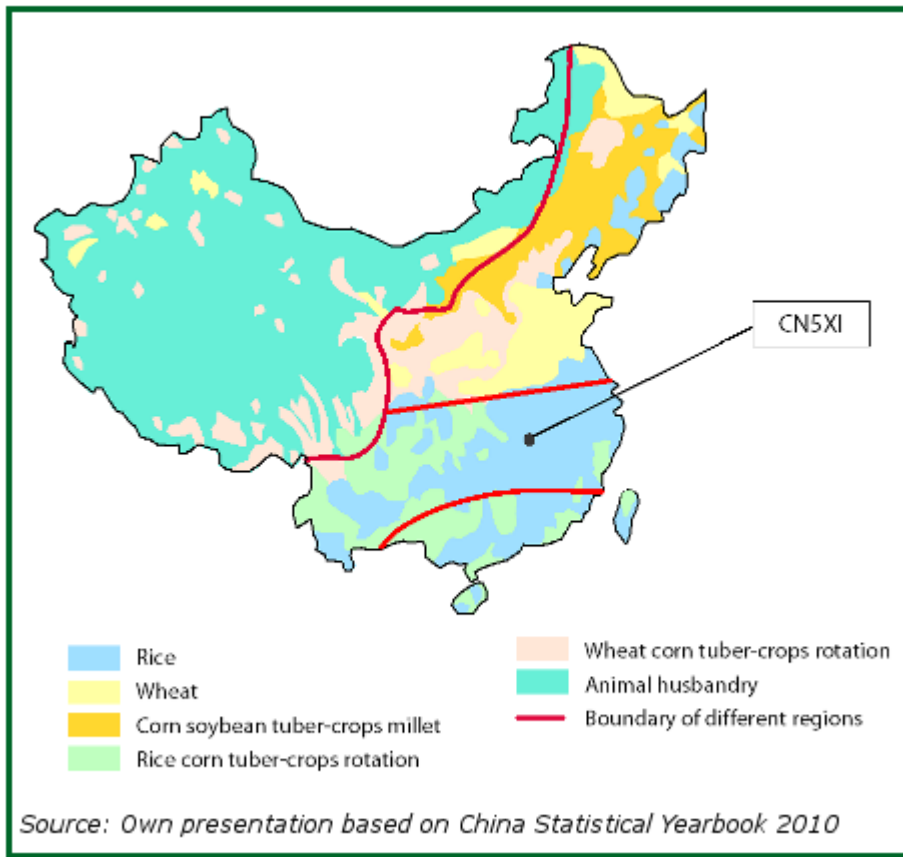 CN5XI
Rice
Wheat
Corn soybean tuber-crops millet
Rice corn tuber-crops rotation
Wheat corn tuber-crops rotation
Animal husbandry
Boundary of different regions
Source: Own presentation based on China Statistical Yearbook 2010